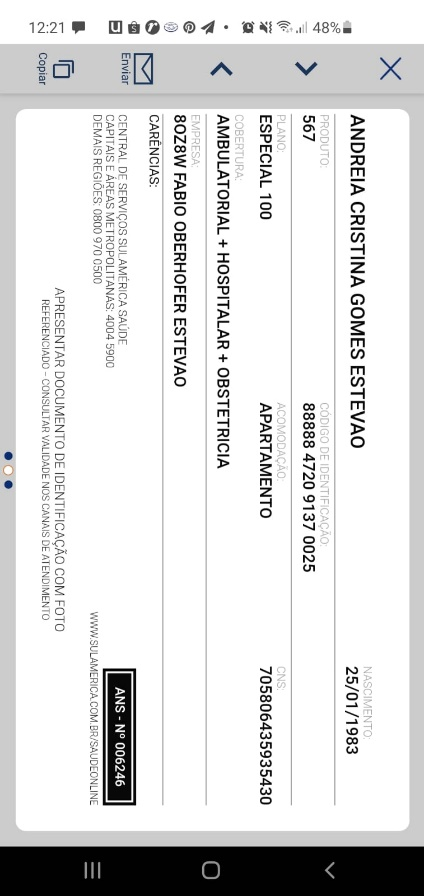 12:21
48%
Copiar
Enviar
ANDREIA CRISTINA GOMES ESTEVAO
NASCIMENTO:
25/01/1983
PRODUTO:
567
CÓDIGO DE IDENTIFICAÇÃO:
88888 4720 9137 0025
PLANO:
ESPECIAL 100
ACOMODAÇÃO:
APARTAMENTO
CNS:
705806435935430
COBERTURA:
AMBULATORIAL + HOSPITALAR + OBSTETRICIA
EMPRESA:
8OZ8W FABIO OBERHOFER ESTEVAO
CARÊNCIAS:
CENTRAL DE SERVIÇOS SULAMÉRICA SAÚDE
CAPITAIS E ÁREAS METROPOLITANAS: 4004 5900
DEMAIS REGIÕES: 0800 970 0500
ANS - Nº 006246
WWW.SULAMERICA.COM.BR/SAUDEONLINE
APRESENTAR DOCUMENTO DE IDENTIFICAÇÃO COM FOTO
REFERENCIADO - CONSULTAR VALIDADE NOS CANAIS DE ATENDIMENTO